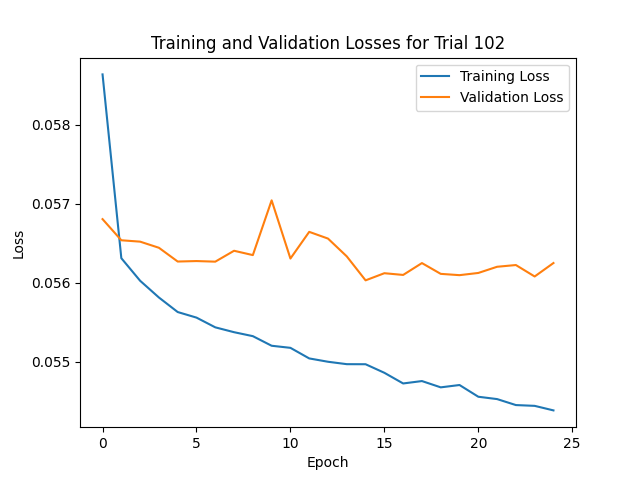 Training and Validation Losses for Trial 102
Training Loss
Validation Loss
0.058
0.057
0.056
0.055
Loss
0
5
10
15
20
25
Epoch